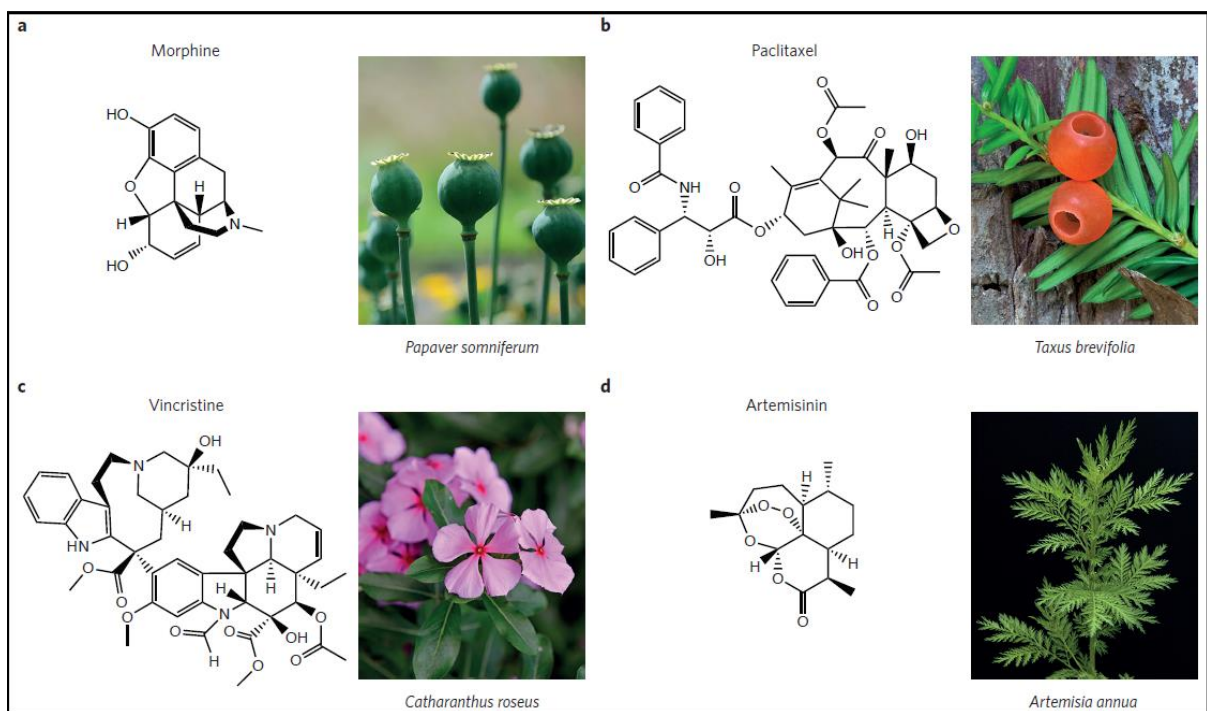 a
Morphine
HO
O
H
H
N
HO
Papaver somniferum
b
Paclitaxel
O
O
O
OH
O
NH
O
O
OH
OH
O
H
O
O
O
O
Taxus brevifolia
c
Vincristine
OH
N
N
H
NH
O
O
O
N
H
H
N
O
H
O
O
OH
O
O
Catharanthus roseus
d
Artemisinin
H
O
O
O
H
H
O
O
Artemisia annua